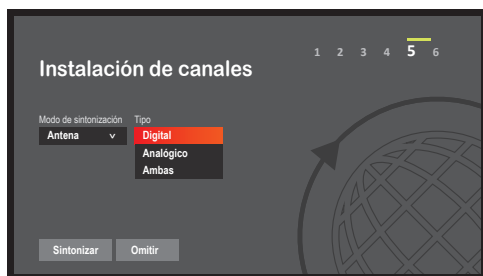 1 2 3 4 5 6
Instalación de canales
Modo de sintonización Tipo
Antena v Digital
Analógico
Ambas
Sintonizar Omitir